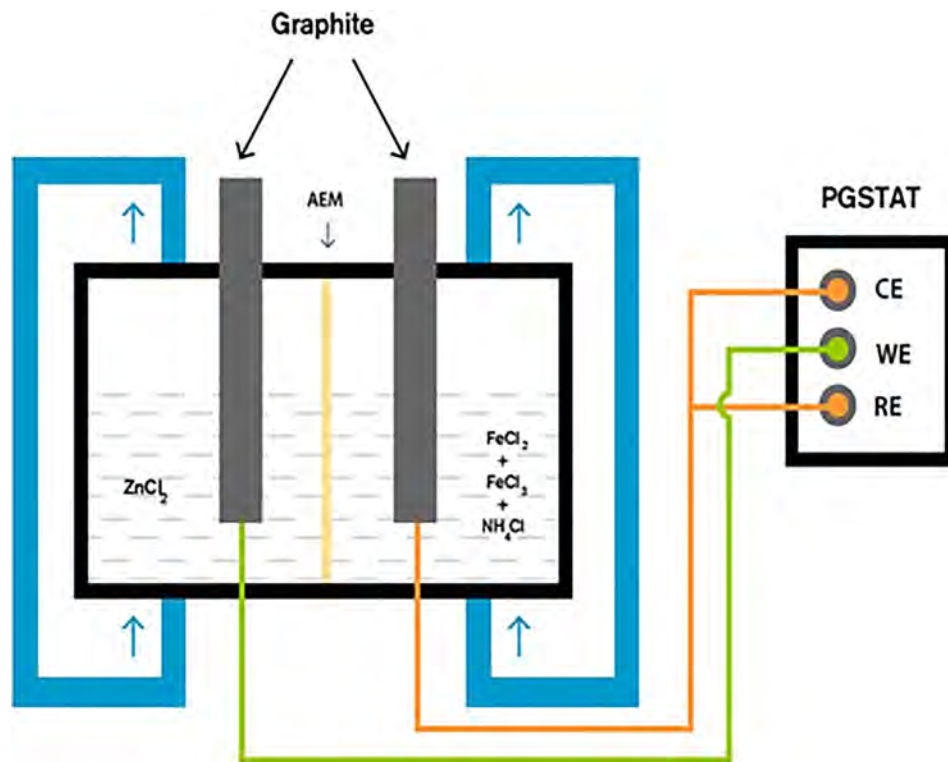 Graphite
AEM
PGSTAT
CE
WE
RE
ZnCl₂
FeCl₂
+
FeCl₃
+
NH₄Cl